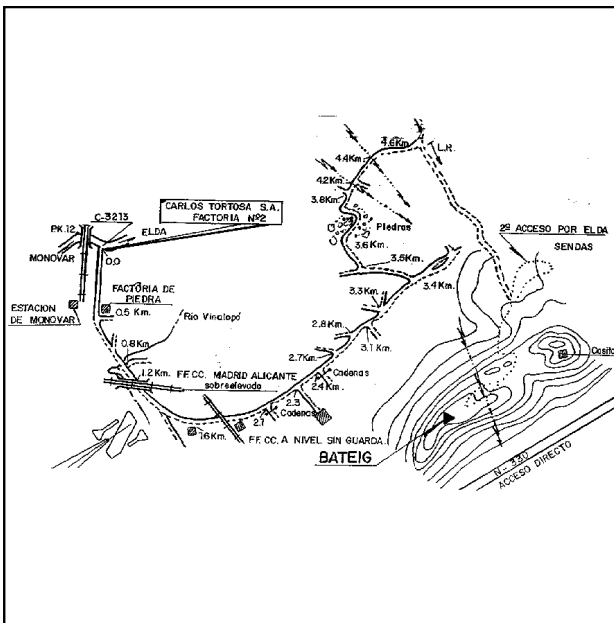 4.6 Km.
4.4 Km.
L.R.
4.2 Km.
3.8 Km.
C-3213
CARLOS TORTOSA S.A.
FACTORIA Nº2
PK.12
ELDA
Piedras
2º ACCESO POR ELDA
SENDAS
MONOVAR
0,0
3.6 Km.
3.5 Km.
3.4 Km.
FACTORIA DE
PIEDRA
3.3 Km.
ESTACION
DE MONOVAR
0.5 Km.
Río Vinalopó
2.8 Km.
3.1 Km.
0.8 Km.
2.7 Km.
Casita
1.2 Km.
FF.CC. MADRID ALICANTE
sobreelevado
Cadenas
2.4 Km.
2.3
Cadenas
2.1
1.6 Km.
FF.CC. A NIVEL SIN GUARDA.
BATEIG
N-330
ACCESO DIRECTO